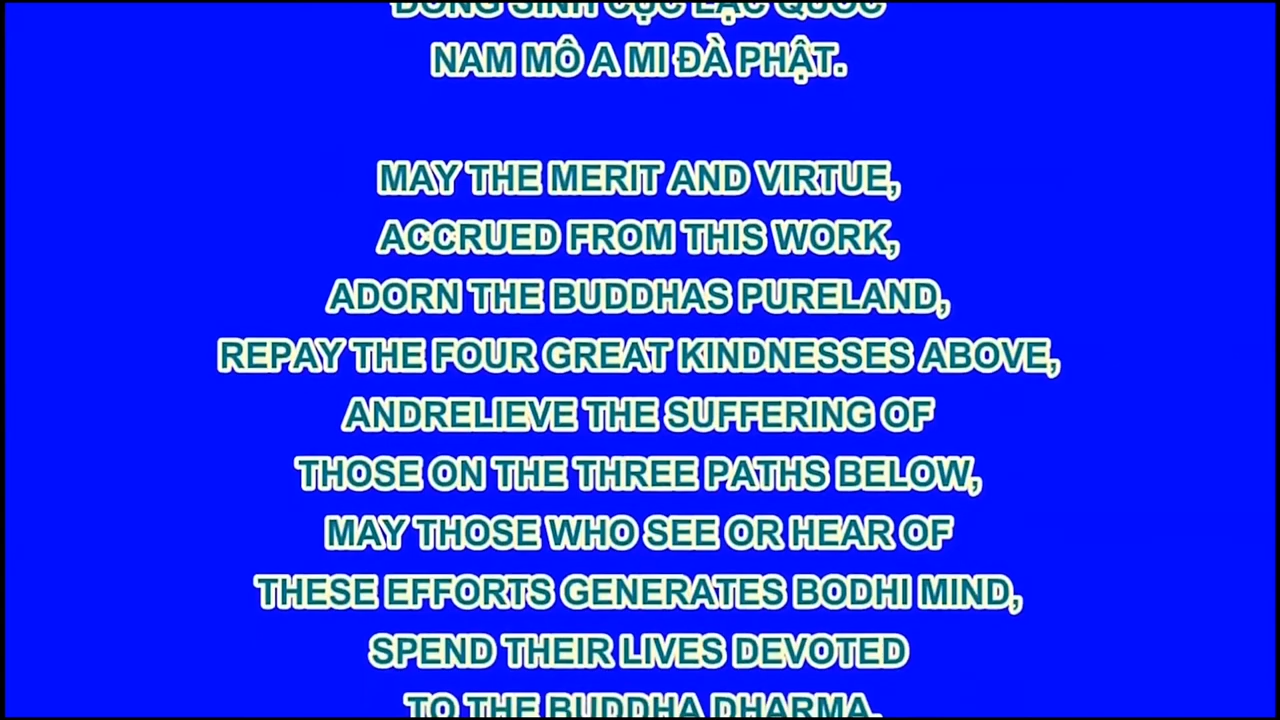 ĐỒNG SINH CỰC LẠC QUỐC
NAM MÔ A MI ĐÀ PHẬT.
MAY THE MERIT AND VIRTUE,
ACCRUED FROM THIS WORK,
ADORN THE BUDDHAS PURELAND,
REPAY THE FOUR GREAT KINDNESSES ABOVE,
ANDRELIEVE THE SUFFERING OF
THOSE ON THE THREE PATHS BELOW,
MAY THOSE WHO SEE OR HEAR OF
THESE EFFORTS GENERATES BODHI MIND,
SPEND THEIR LIVES DEVOTED
TO THE BUDDHA DHARMA,